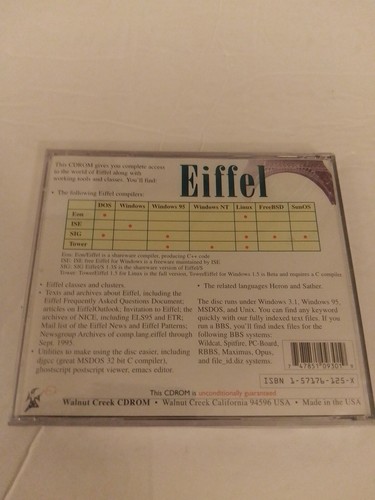 This CDROM gives you complete access
to the world of Eiffel along with
working tools and classes. You'll find:
Eiffel
• The following Eiffel compilers:
DOS Windows Windows 95 Windows NT Linux FreeBSD SunOS
Eon • •
ISE •
SIG • • • • •
Tower • • •
Eon: Eon/Eiffel is a shareware compiler, producing C++ code
ISE: ISE free Eiffel for Windows is a freeware maintained by ISE
SIG: SIG Eiffel/S 1.3S is the shareware version of Eiffel/S
Tower: TowerEiffel 1.5 for Linux is the full version, TowerEiffel for Windows 1.5 is Beta and requires a C compiler.
• Eiffel classes and clusters.
• Texts and archives about Eiffel, including the
Eiffel Frequently Asked Questions Document;
articles on EiffelOutlook; Invitation to Eiffel; the
archives of NICE, including ELS95 and ETR;
Mail list of the Eiffel News and Eiffel Patterns;
Newsgroup Archives of comp.lang.eiffel through
Sept. 1995.
• Utilities to make using the disc easier, including
djgpc (great MSDOS 32 bit C compiler),
ghostscript postscript viewer, emacs editor.
• The related languages Heron and Sather.
The disc runs under Windows 3.1, Windows 95,
MSDOS, and Unix. You can find any keyword
quickly with our fully indexed text files. If you
run a BBS, you'll find index files for the
following BBS systems:
Wildcat, Spitfire, PC-Board,
RBBS, Maximus, Opus,
and file_id.diz systems.
7 47851 09301
ISBN 1-57176-125-X
This CDROM is unconditionally guaranteed.
Walnut Creek CDROM • Walnut Creek California 94596 USA • Made in the USA